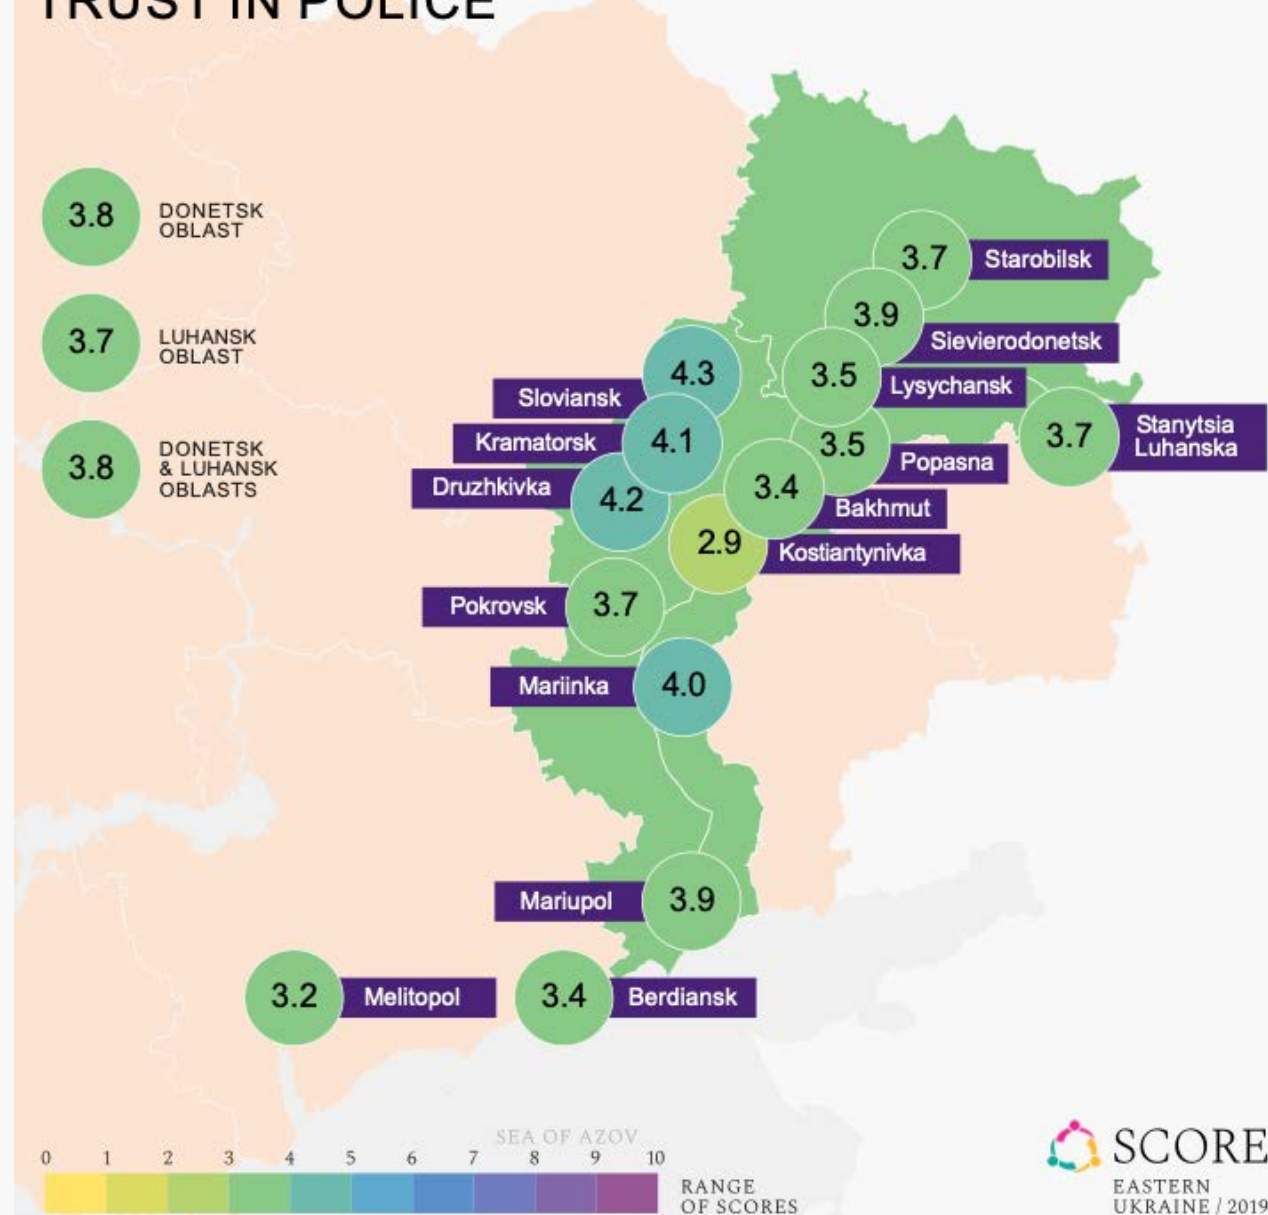 TRUST IN POLICE
3.8
DONETSK
OBLAST
3.7
LUHANSK
OBLAST
3.8
DONETSK
& LUHANSK
OBLASTS
3.7
Starobilsk
3.9
Sievierodonetsk
3.5
Lysychansk
4.3
Sloviansk
4.1
Kramatorsk
4.2
Druzhkivka
3.5
Popasna
3.7
Stanytsia
Luhanska
3.4
Bakhmut
2.9
Kostiantynivka
Pokrovsk
3.7
Mariinka
4.0
Mariupol
3.9
3.2
Melitopol
3.4
Berdiansk
SEA OF AZOV
0 1 2 3 4 5 6 7 8 9 10
RANGE
OF SCORES
SCORE
EASTERN
UKRAINE / 2019